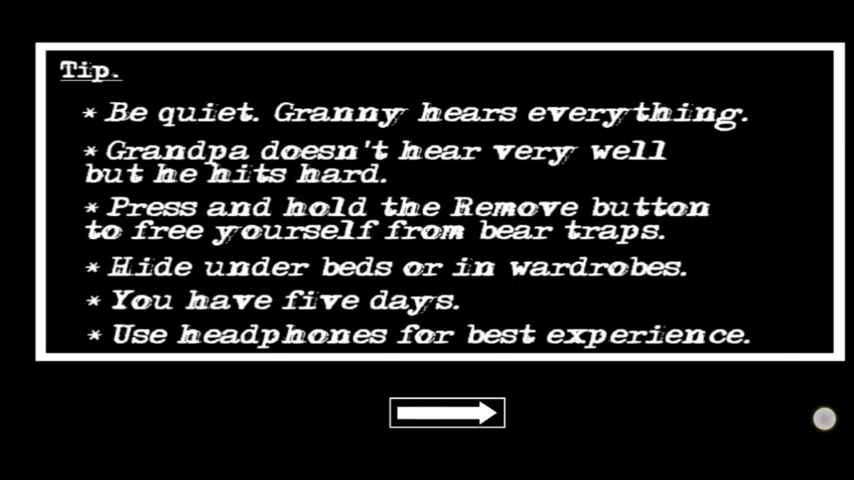 Tip.
* Be quiet. Granny hears everything.
* Grandpa doesn't hear very well
but he hits hard.
* Press and hold the Remove button
to free yourself from bear traps.
* Hide under beds or in wardrobes.
* You have five days.
* Use headphones for best experience.